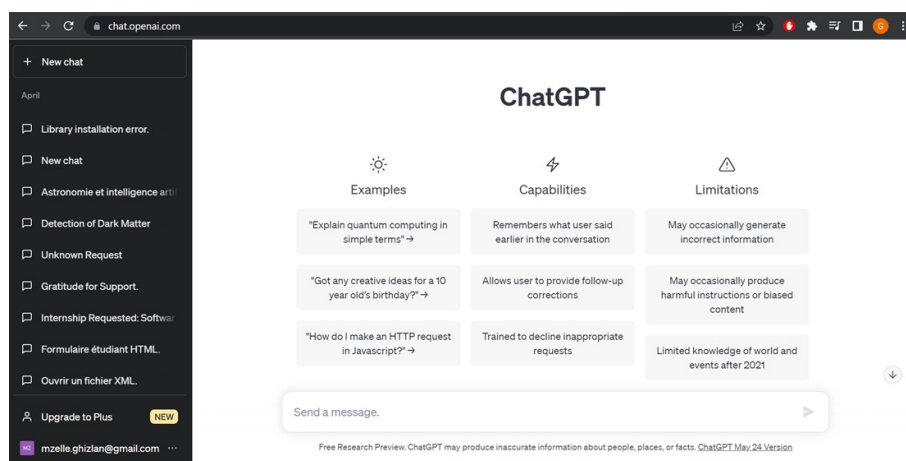 chat.openai.com
New chat
April
Library installation error.
New chat
Astronomie et intelligence arti
Detection of Dark Matter
Unknown Request
Gratitude for Support.
Internship Requested: Softwar
Formulaire étudiant HTML.
Ouvrir un fichier XML.
Upgrade to Plus NEW
MZ mzelle.ghizlan@gmail.com
G
ChatGPT
Examples
"Explain quantum computing in
simple terms" →
"Got any creative ideas for a 10
year old's birthday?" →
"How do I make an HTTP request
in Javascript?" →
Capabilities
Remembers what user said
earlier in the conversation
Allows user to provide follow-up
corrections
Trained to decline inappropriate
requests
Limitations
May occasionally generate
incorrect information
May occasionally produce
harmful instructions or biased
content
Limited knowledge of world and
events after 2021
Send a message.
Free Research Preview. ChatGPT may produce inaccurate information about people, places, or facts. ChatGPT May 24 Version